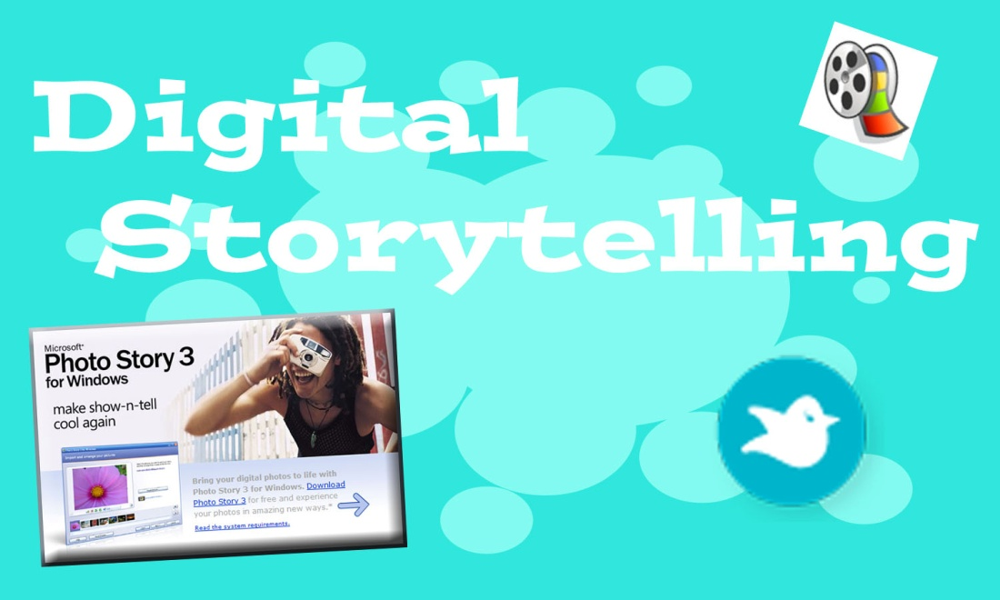 Digital
Storytelling
Microsoft®
Photo Story 3
for Windows
make show-n-tell
cool again
Bring your digital photos to life with
Photo Story 3 for Windows. Download
Photo Story 3 for free and experience
your photos in amazing new ways.*
Read the system requirements.